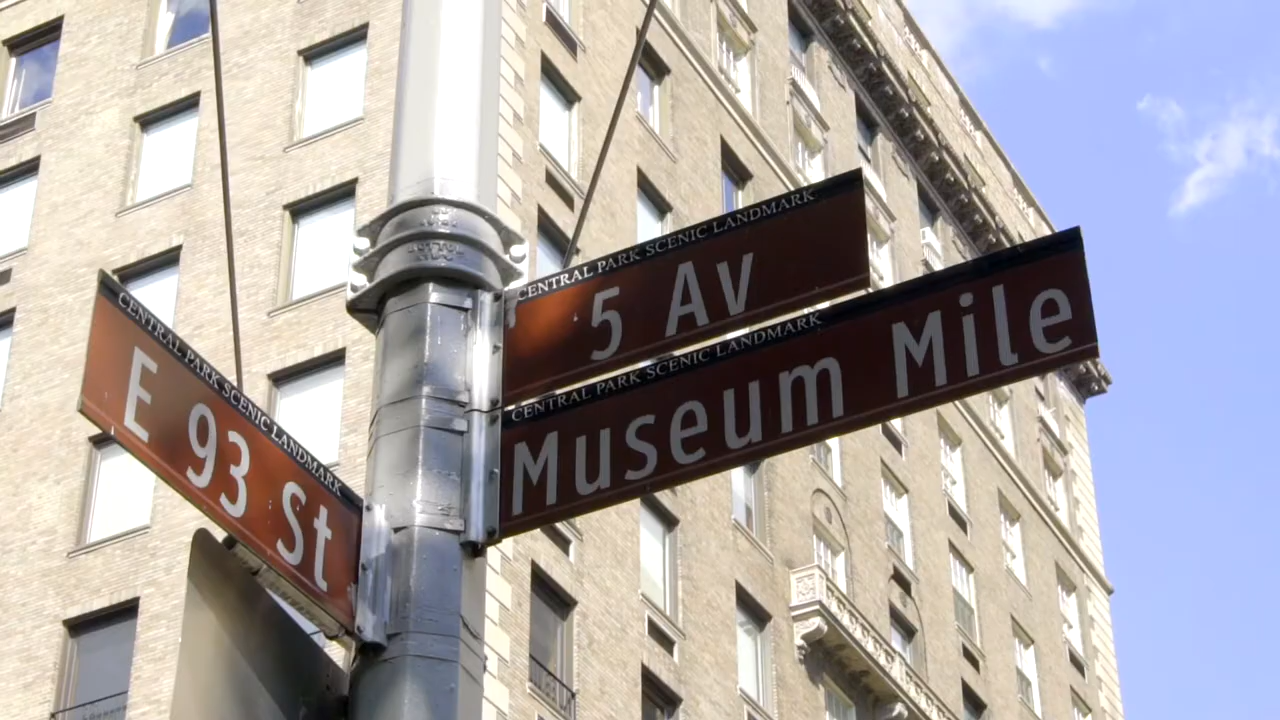 CENTRAL PARK SCENIC LANDMARK
E 93 St
CENTRAL PARK SCENIC LANDMARK
5 Av
CENTRAL PARK SCENIC LANDMARK
Museum Mile